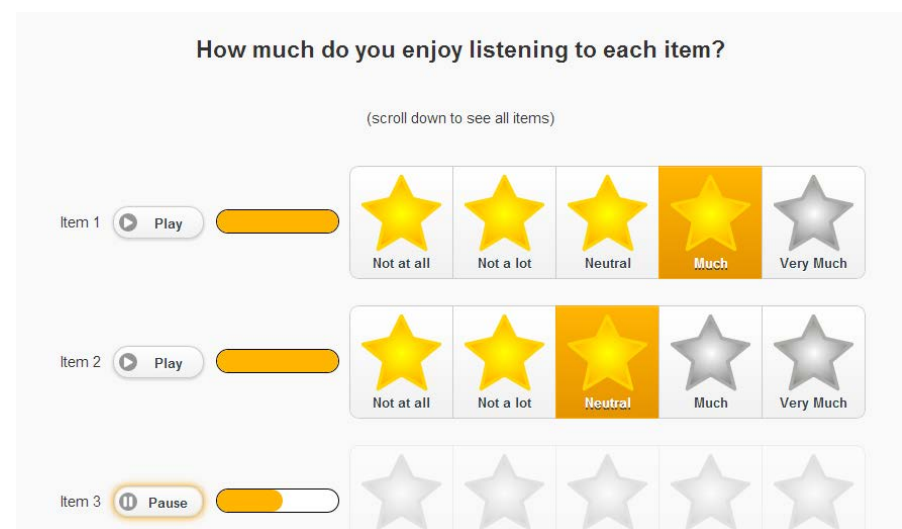 How much do you enjoy listening to each item?
(scroll down to see all items)
Item 1 Play Not at all Not a lot Neutral Much Very Much
Item 2 Play Not at all Not a lot Neutral Much Very Much
Item 3 Pause